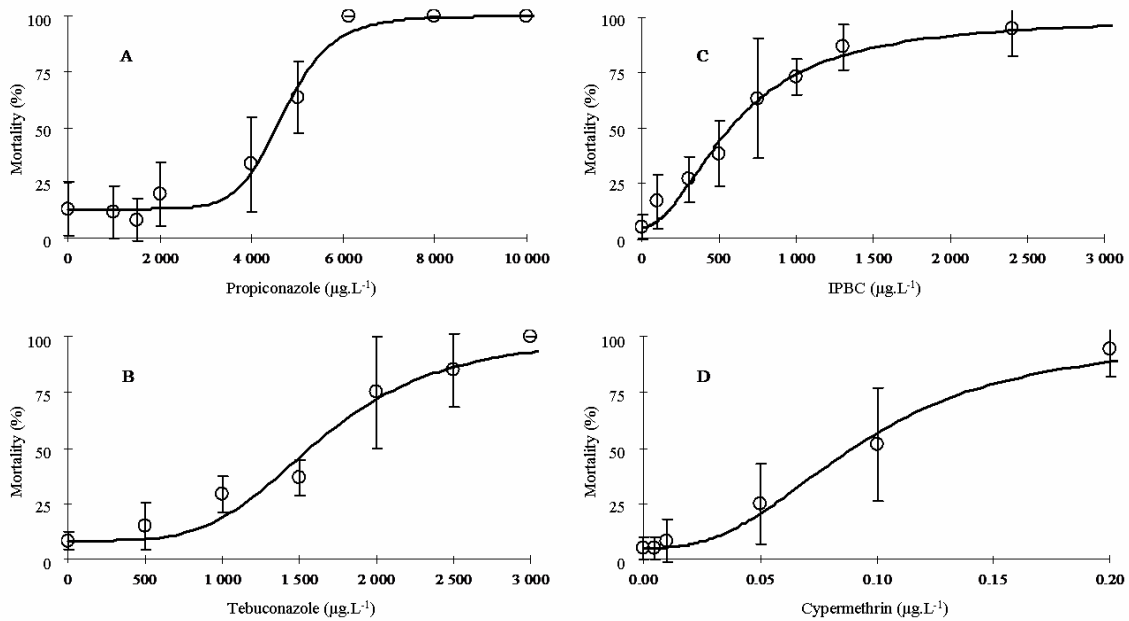 100
75
50
25
0
Mortality (%)
A
0 2 000 4 000 6 000 8 000 10 000
Propiconazole (µg.L-1)
100
75
50
25
0
Mortality (%)
C
0 500 1 000 1 500 2 000 2 500 3 000
IPBC (µg.L-1)
100
75
50
25
0
Mortality (%)
B
0 500 1 000 1 500 2 000 2 500 3 000
Tebuconazole (µg.L-1)
100
75
50
25
0
Mortality (%)
D
0.00 0.05 0.10 0.15 0.20
Cypermethrin (µg.L-1)